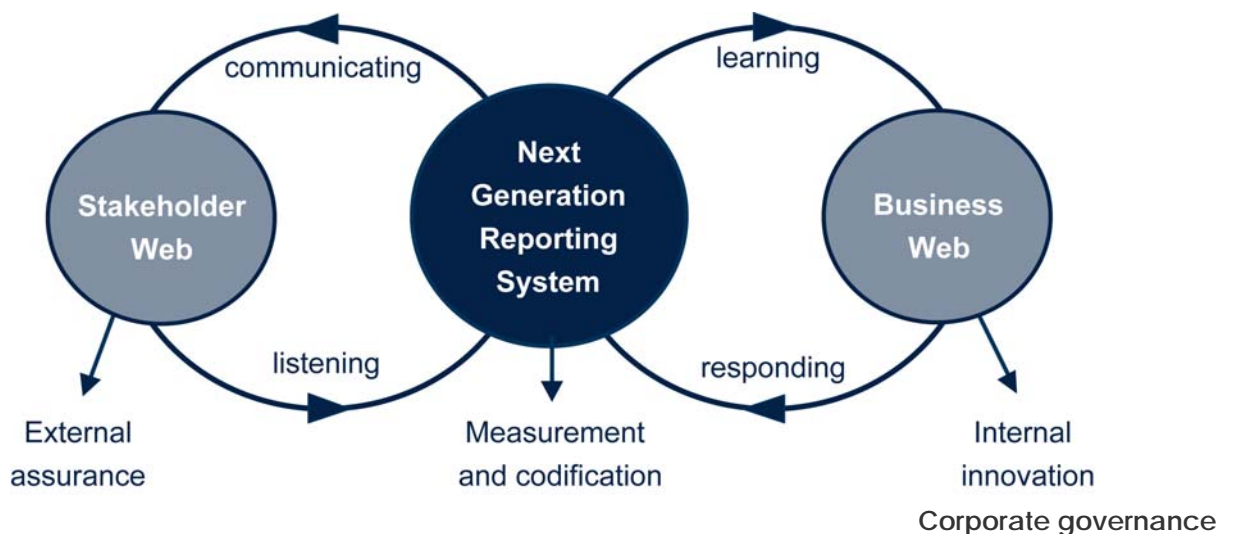 communicating
learning
Next
Generation
Reporting
System
Stakeholder
Web
Business
Web
listening
responding
External
assurance
Measurement
and codification
Internal
innovation
Corporate governance